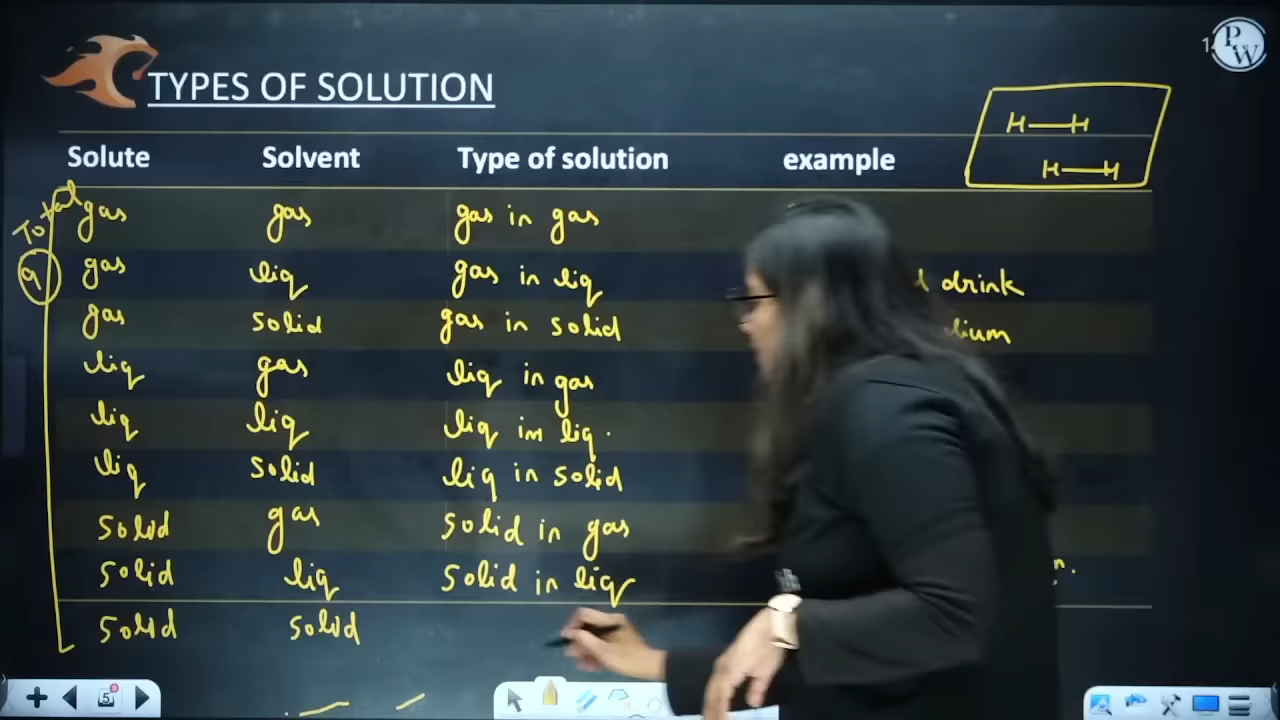 PW
TYPES OF SOLUTION
H—H
H—H
Solute Solvent Type of solution example
Total
9
gas gas gas in gas
gas liq gas in liq drink
gas solid gas in solid
liq gas liq in gas
liq liq liq in liq.
liq solid liq in solid
solid gas solid in gas
solid liq solid in liq
solid solid
5